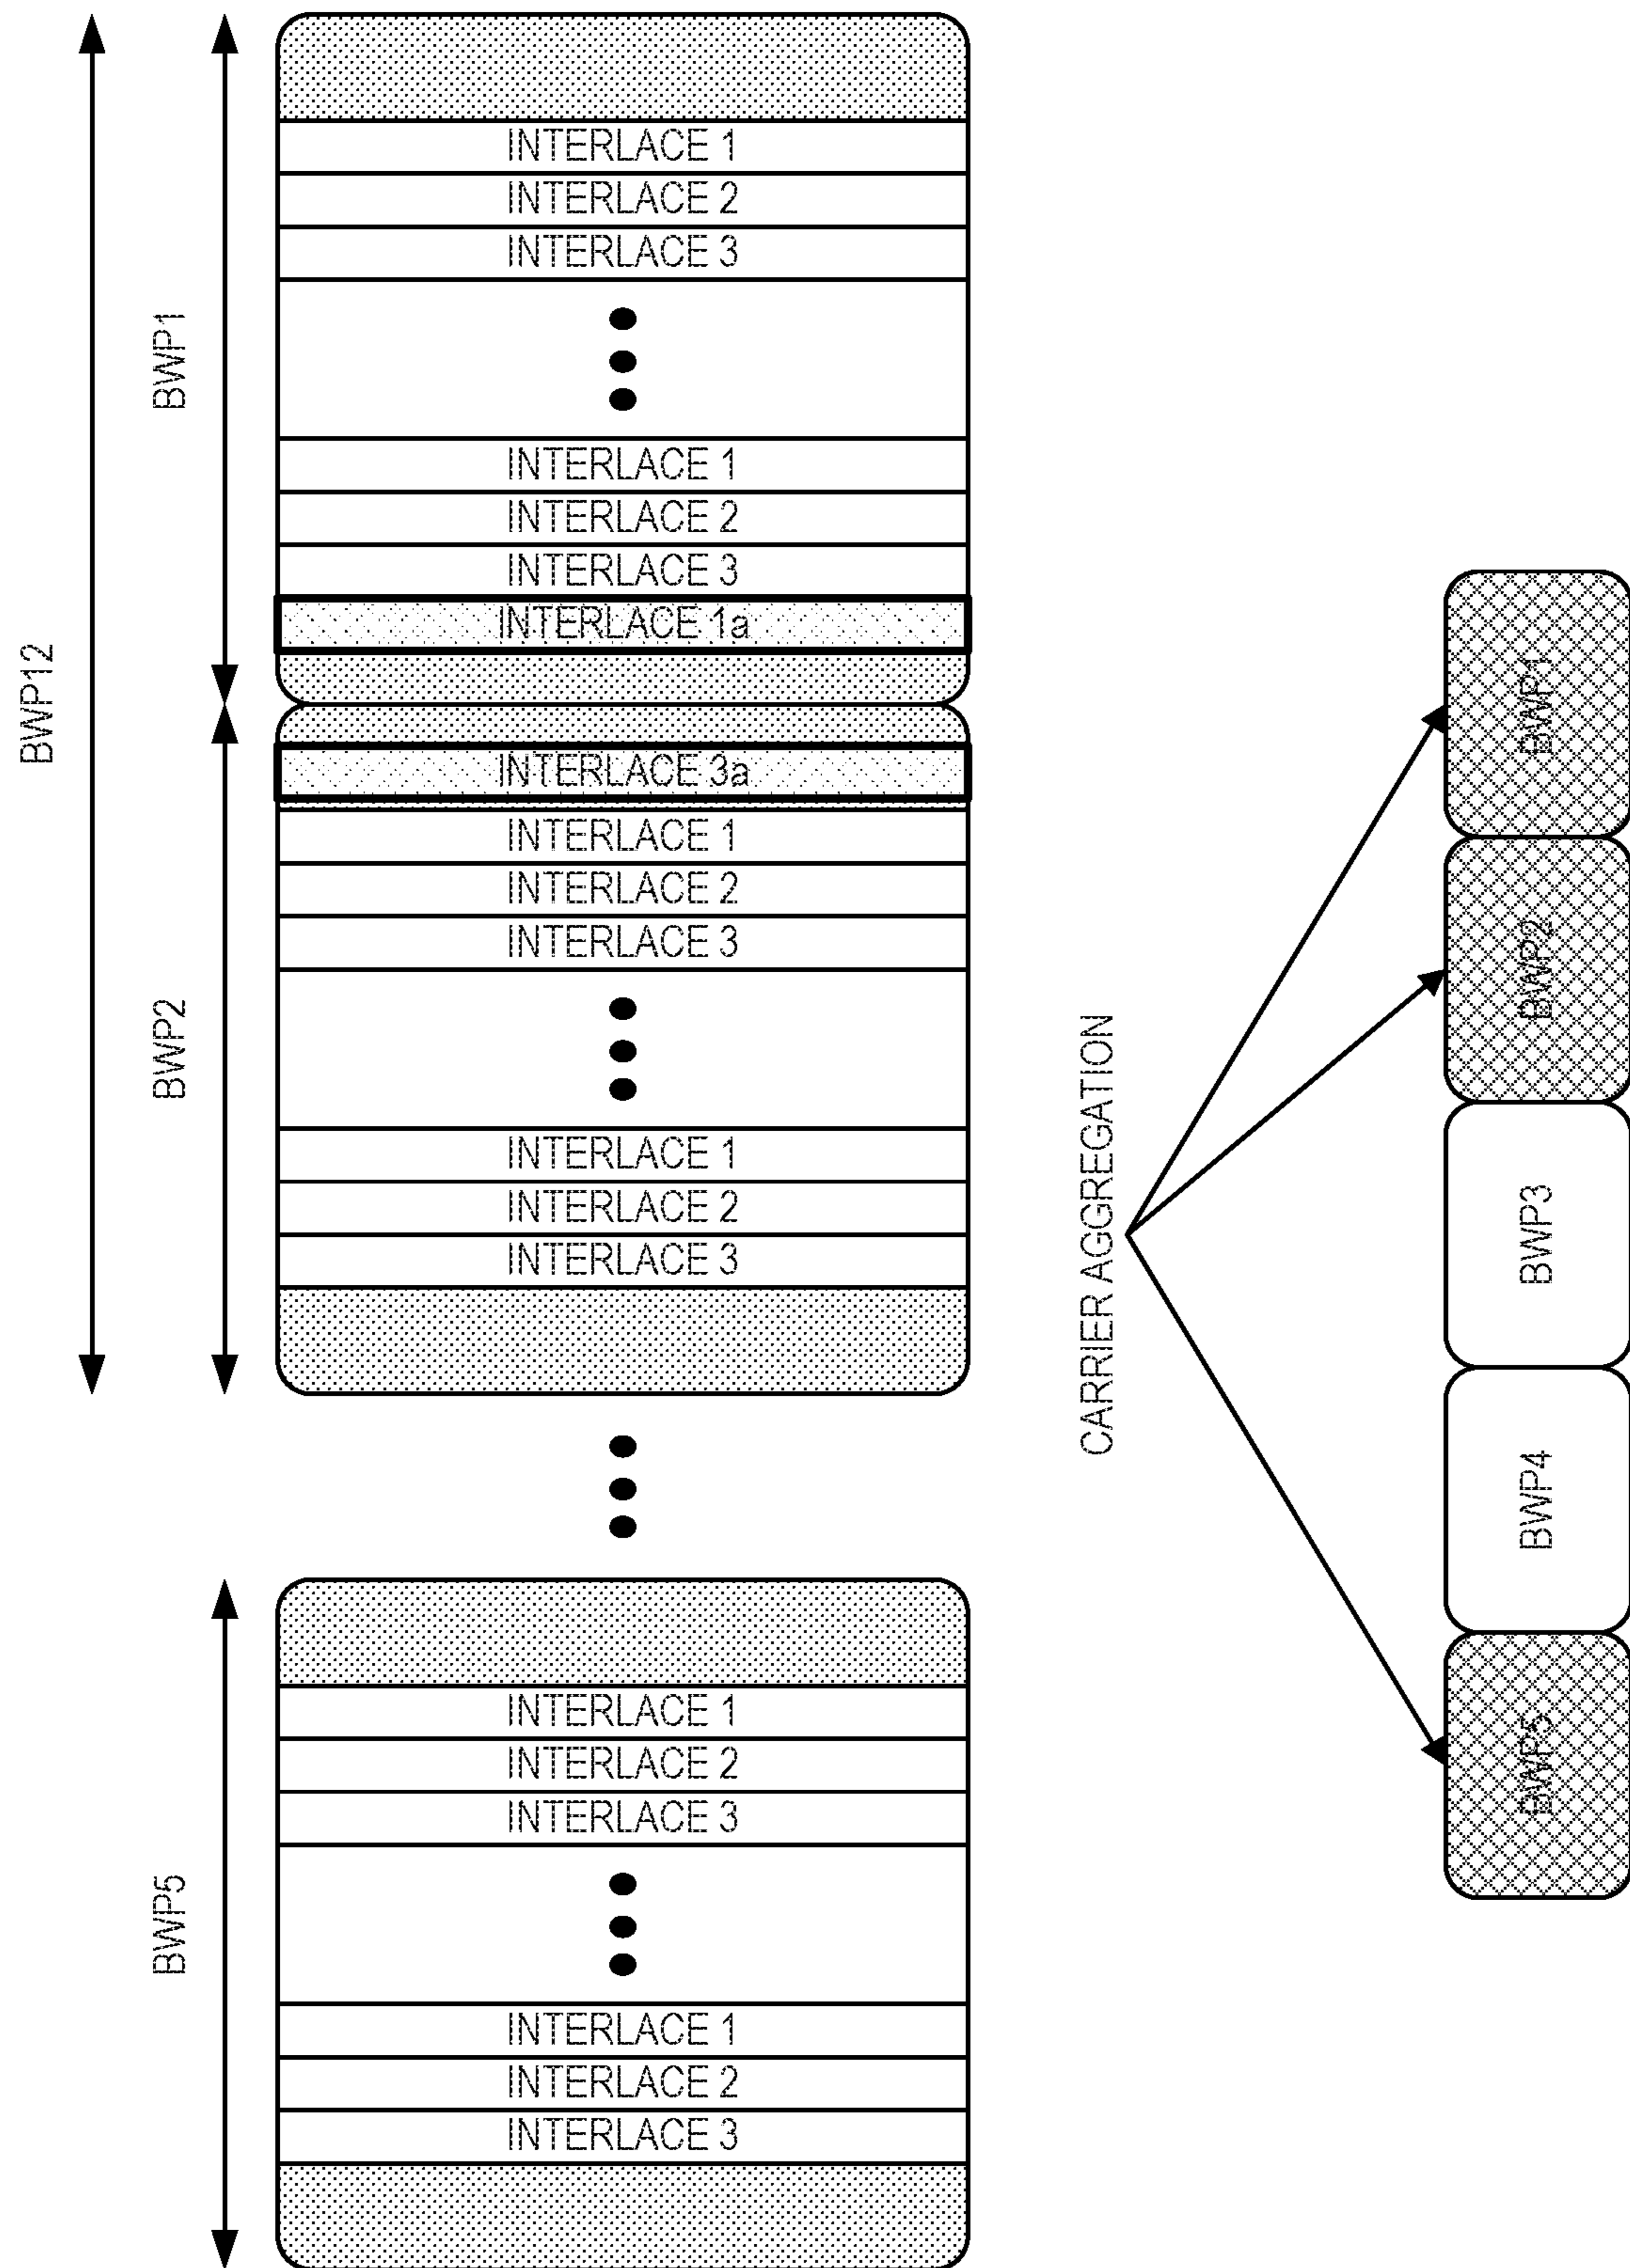 BWP12
BWP1
INTERLACE 1
INTERLACE 2
INTERLACE 3
INTERLACE 1
INTERLACE 2
INTERLACE 3
INTERLACE 1a
BWP2
INTERLACE 3a
INTERLACE 1
INTERLACE 2
INTERLACE 3
INTERLACE 1
INTERLACE 2
INTERLACE 3
BWP5
INTERLACE 1
INTERLACE 2
INTERLACE 3
INTERLACE 1
INTERLACE 2
INTERLACE 3
CARRIER AGGREGATION
BWP1
BWP2
BWP3
BWP4
BWP5